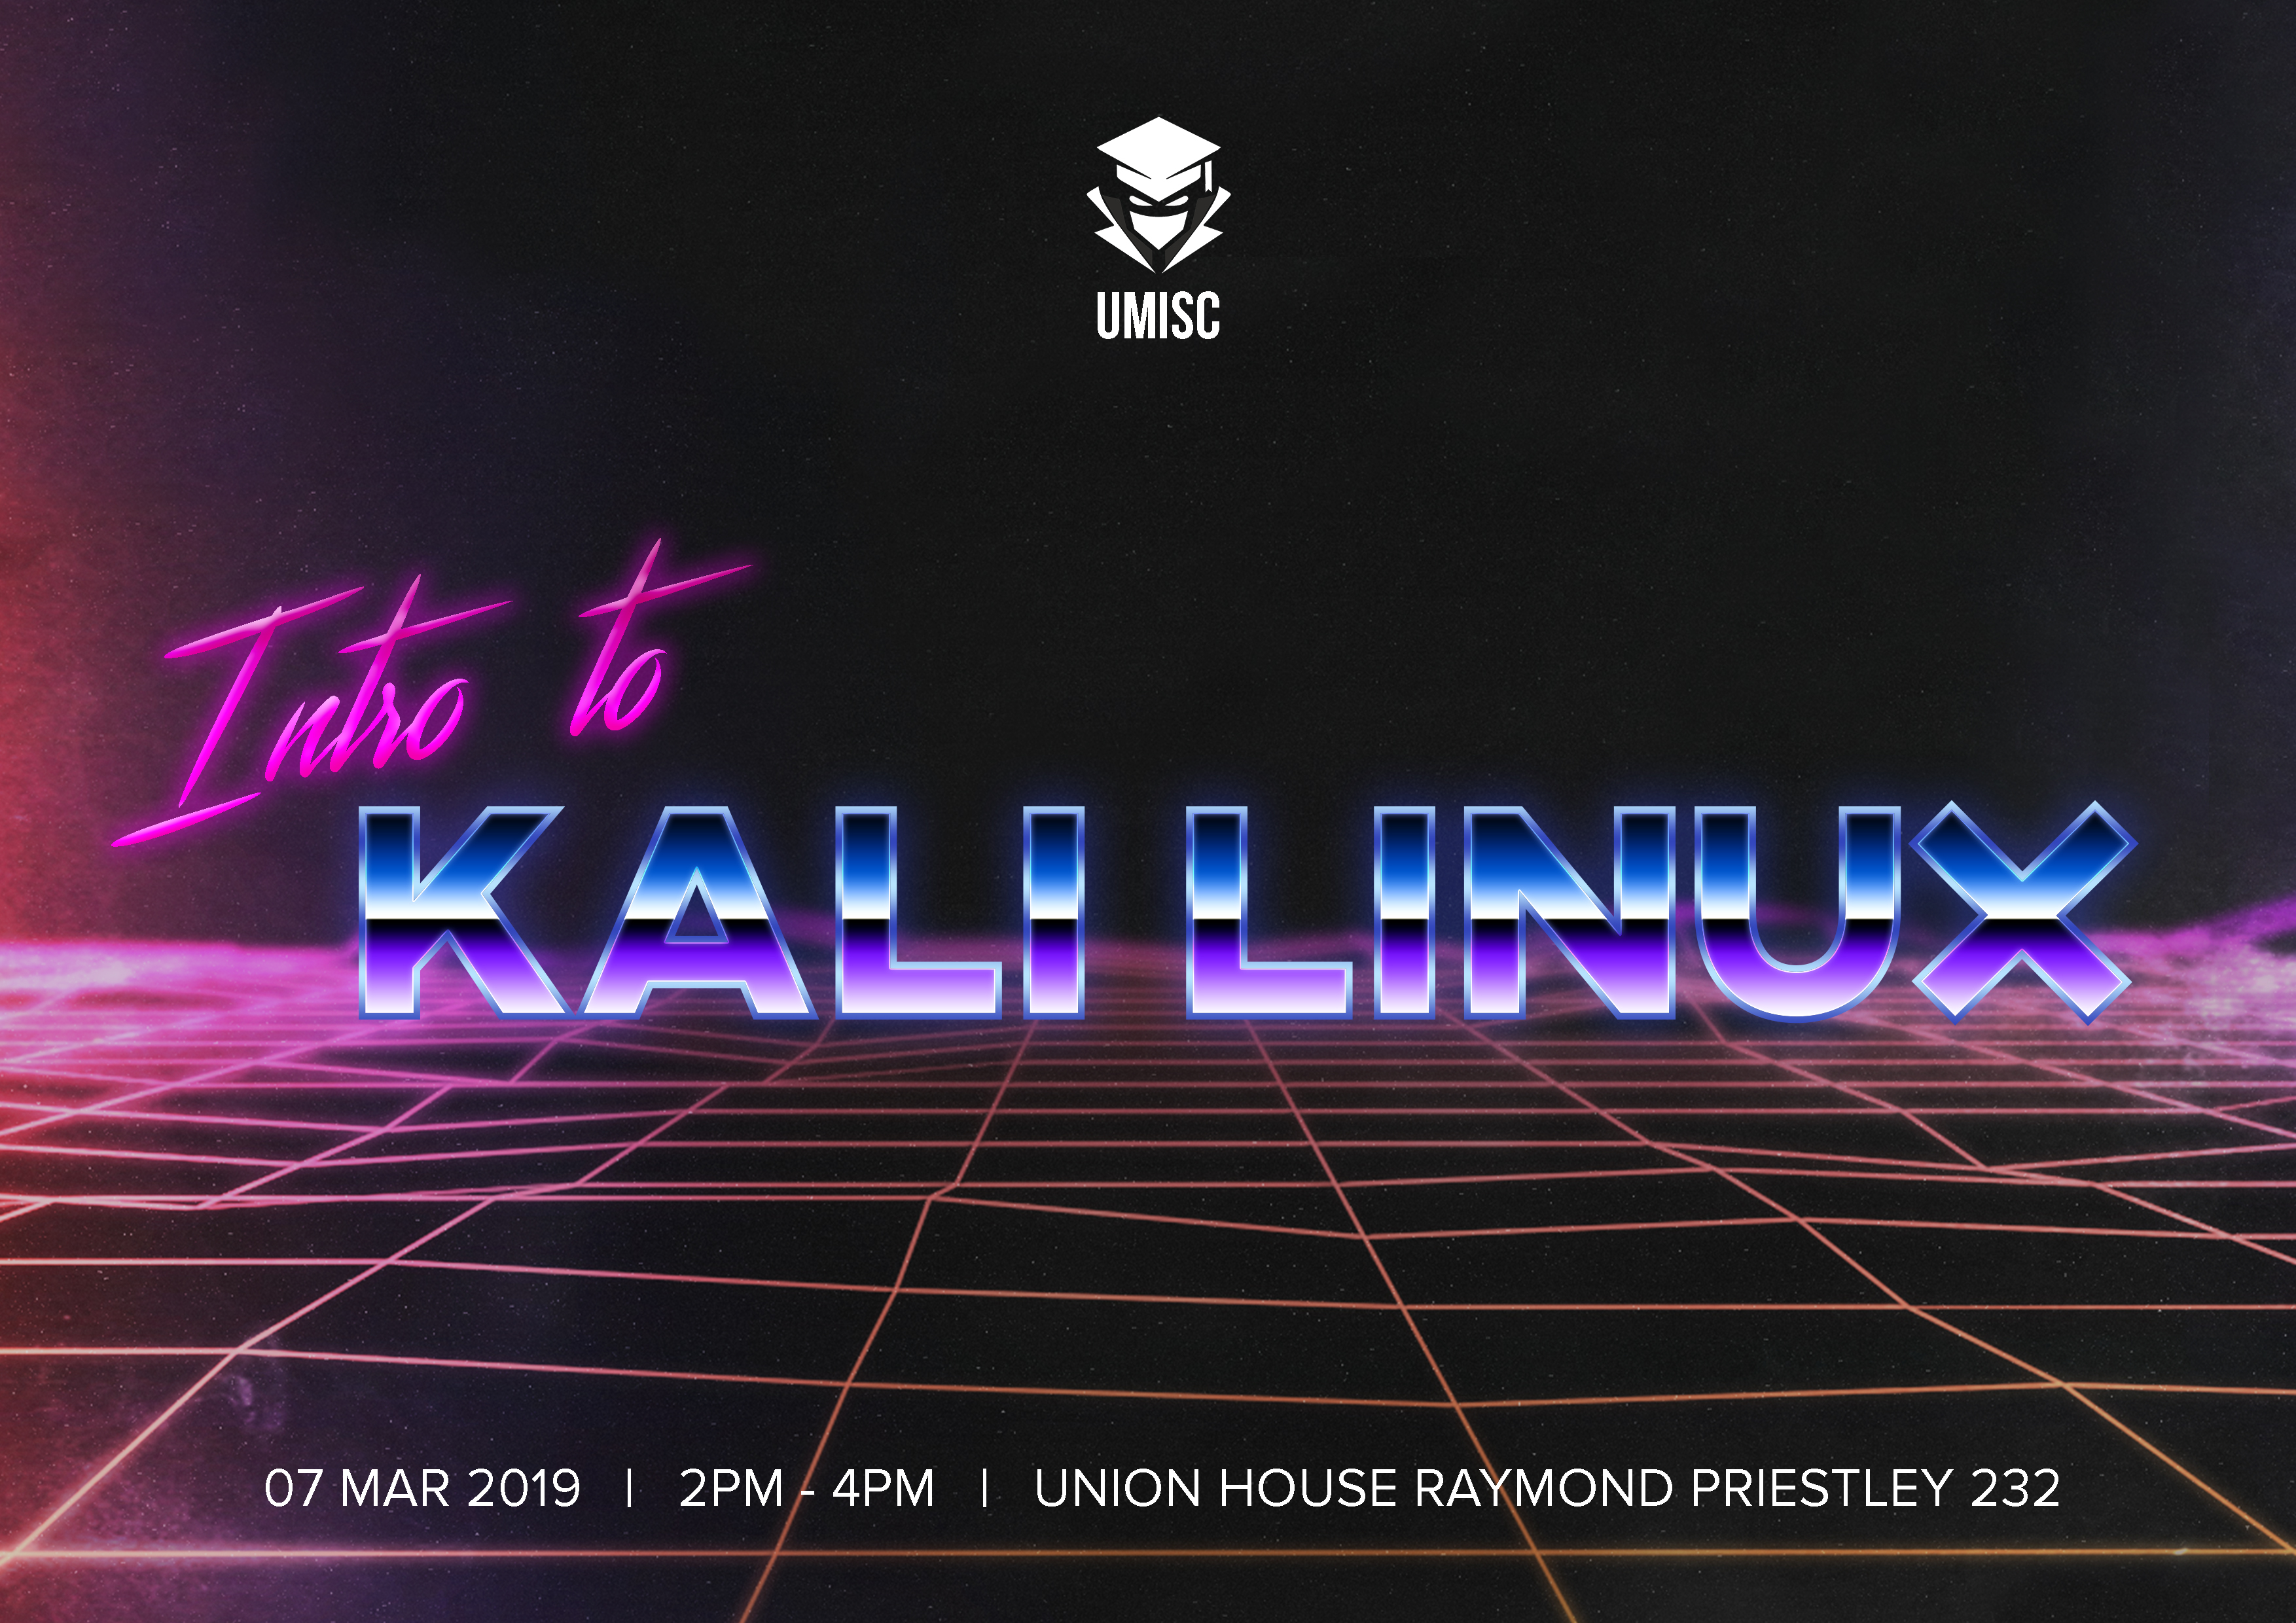 UMISC
Intro to
KALI LINUX
07 MAR 2019 | 2PM - 4PM | UNION HOUSE RAYMOND PRIESTLEY 232